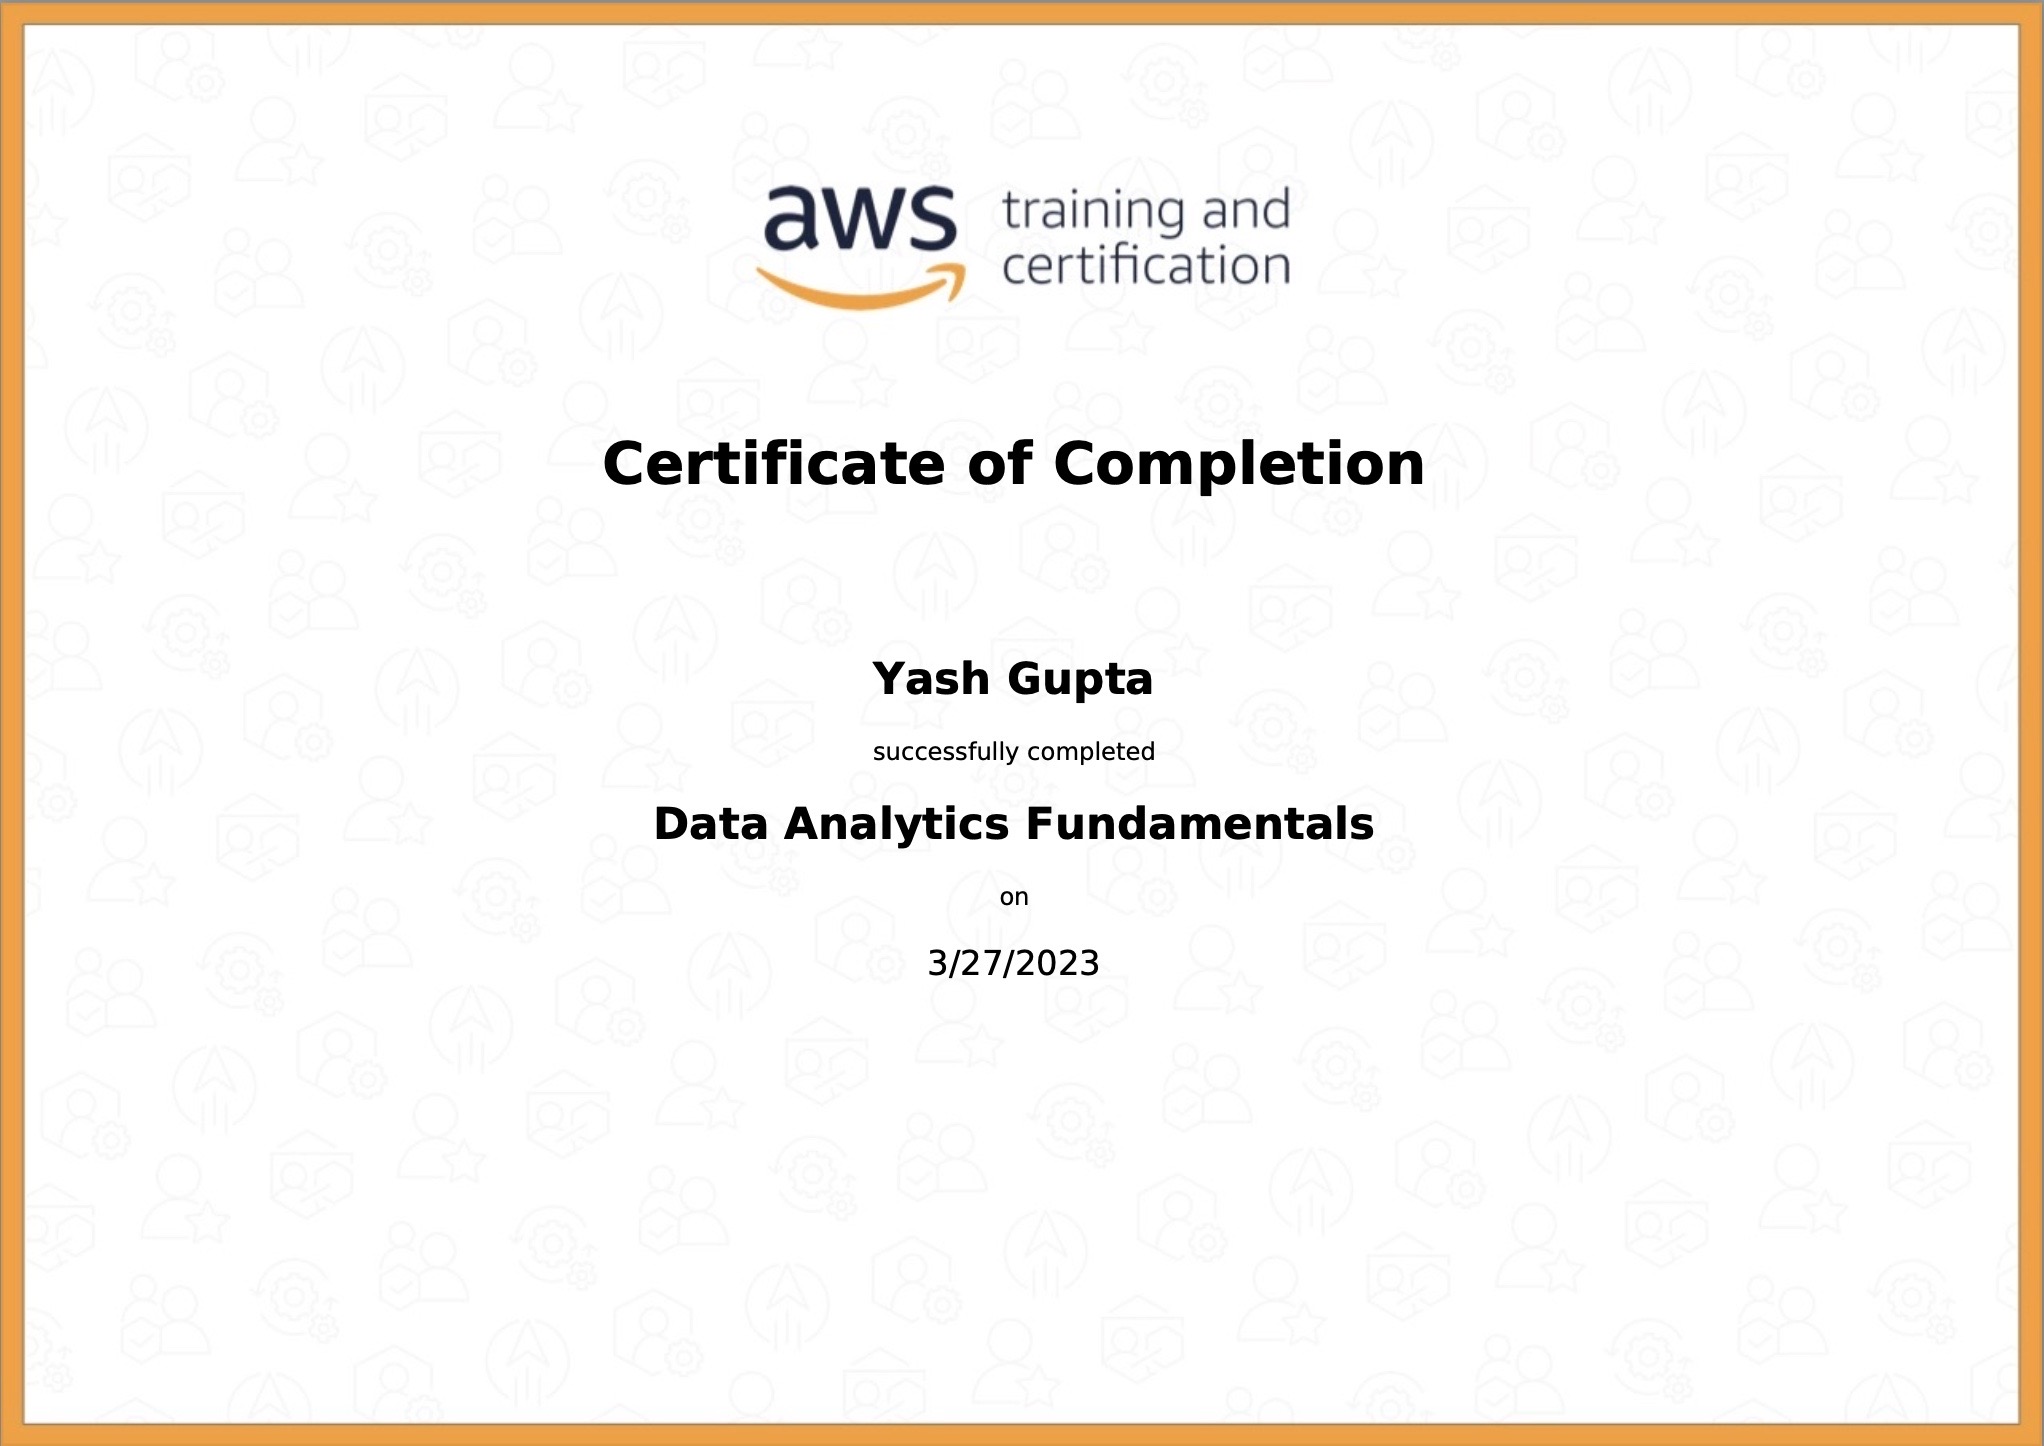 aws training and
certification
Certificate of Completion
Yash Gupta
successfully completed
Data Analytics Fundamentals
on
3/27/2023